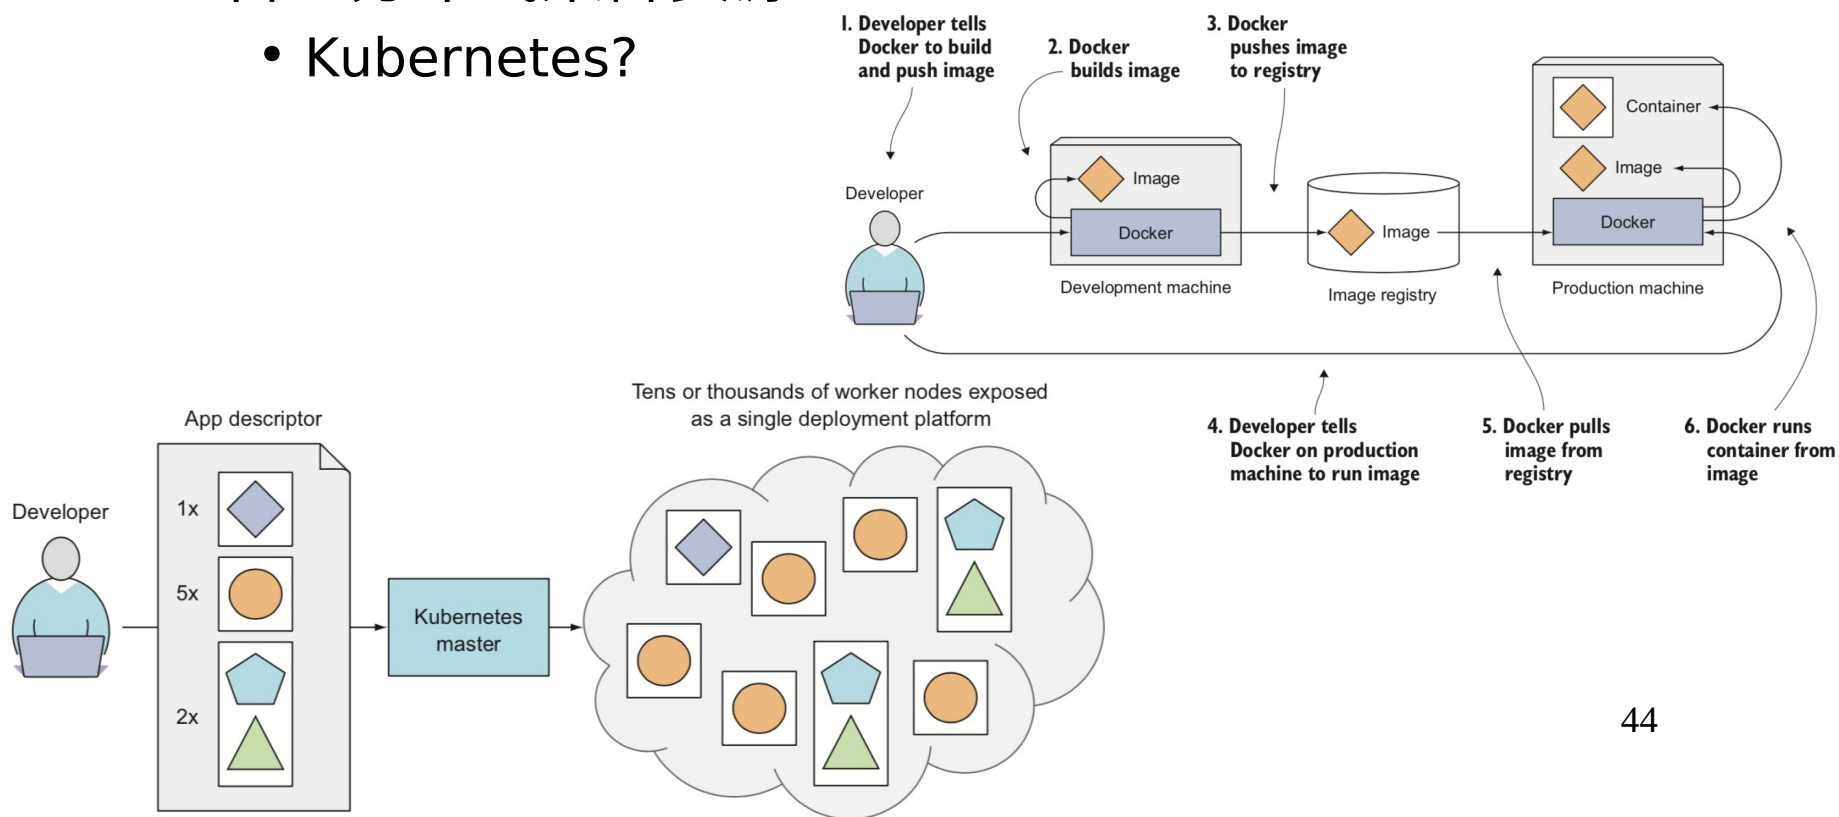 • Kubernetes?
1. Developer tells
Docker to build
and push image
2. Docker
builds image
3. Docker
pushes image
to registry
Container
Image
Docker
Production machine
Image
Docker
Development machine
Image
Image registry
Developer
4. Developer tells
Docker on production
machine to run image
5. Docker pulls
image from
registry
6. Docker runs
container from
image
Tens or thousands of worker nodes exposed
as a single deployment platform
App descriptor
Developer
1x
5x
2x
Kubernetes
master
44